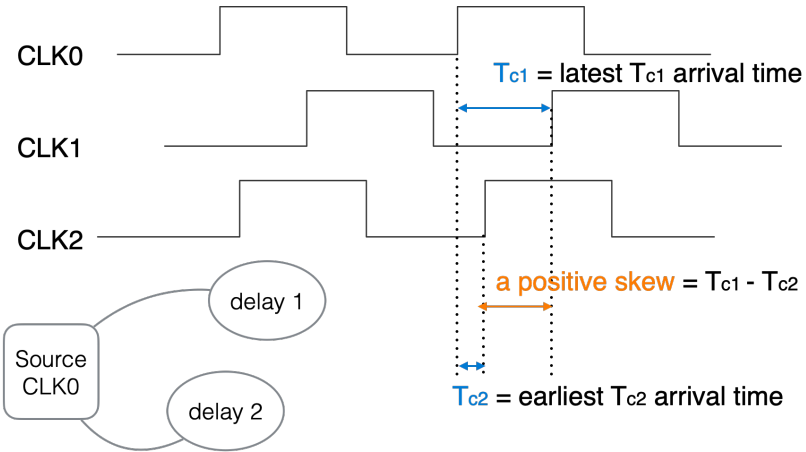 CLK0
Tc1 = latest Tc1 arrival time
CLK1
CLK2
a positive skew = Tc1 - Tc2
delay 1
Source
CLK0
Tc2 = earliest Tc2 arrival time
delay 2